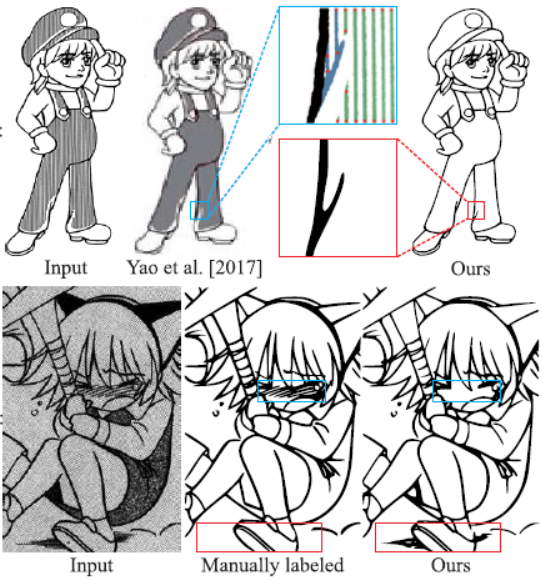 Input
Yao et al. [2017]
Ours
Input
Manually labeled
Ours